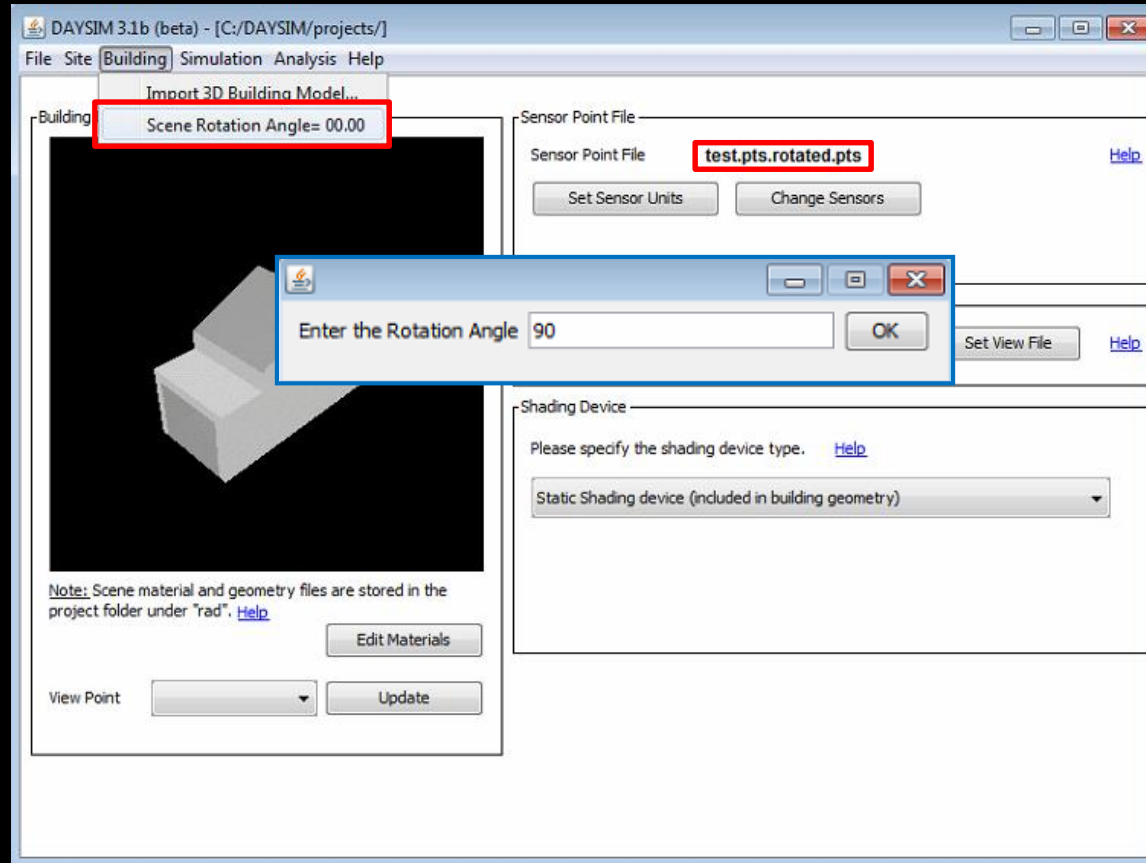 DAYSIM 3.1b (beta) - [C:/DAYSIM/projects/]
File Site Building Simulation Analysis Help
Import 3D Building Model...
Scene Rotation Angle= 00.00
Building
Sensor Point File
Sensor Point File test.pts.rotated.pts Help
Set Sensor Units Change Sensors
Enter the Rotation Angle 90 OK
Set View File Help
Shading Device
Please specify the shading device type. Help
Static Shading device (included in building geometry)
Note: Scene material and geometry files are stored in the
project folder under "rad". Help
Edit Materials
View Point Update